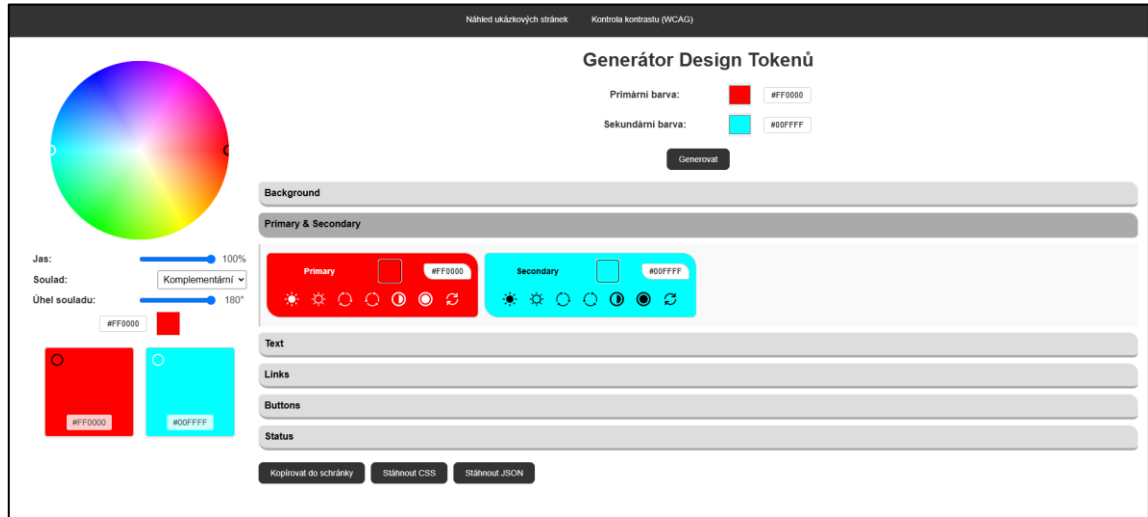 Náhled ukázkových stránek Kontrola kontrastu (WCAG)
Generátor Design Tokenů
Primární barva: #FF0000
Sekundární barva: #00FFFF
Generovat
Jas: 100%
Soulad: Komplementární
Úhel souladu: 180°
#FF0000
#FF0000 #00FFFF
Background
Primary & Secondary
Primary #FF0000 Secondary #00FFFF
Text
Links
Buttons
Status
Kopírovat do schránky Stáhnout CSS Stáhnout JSON